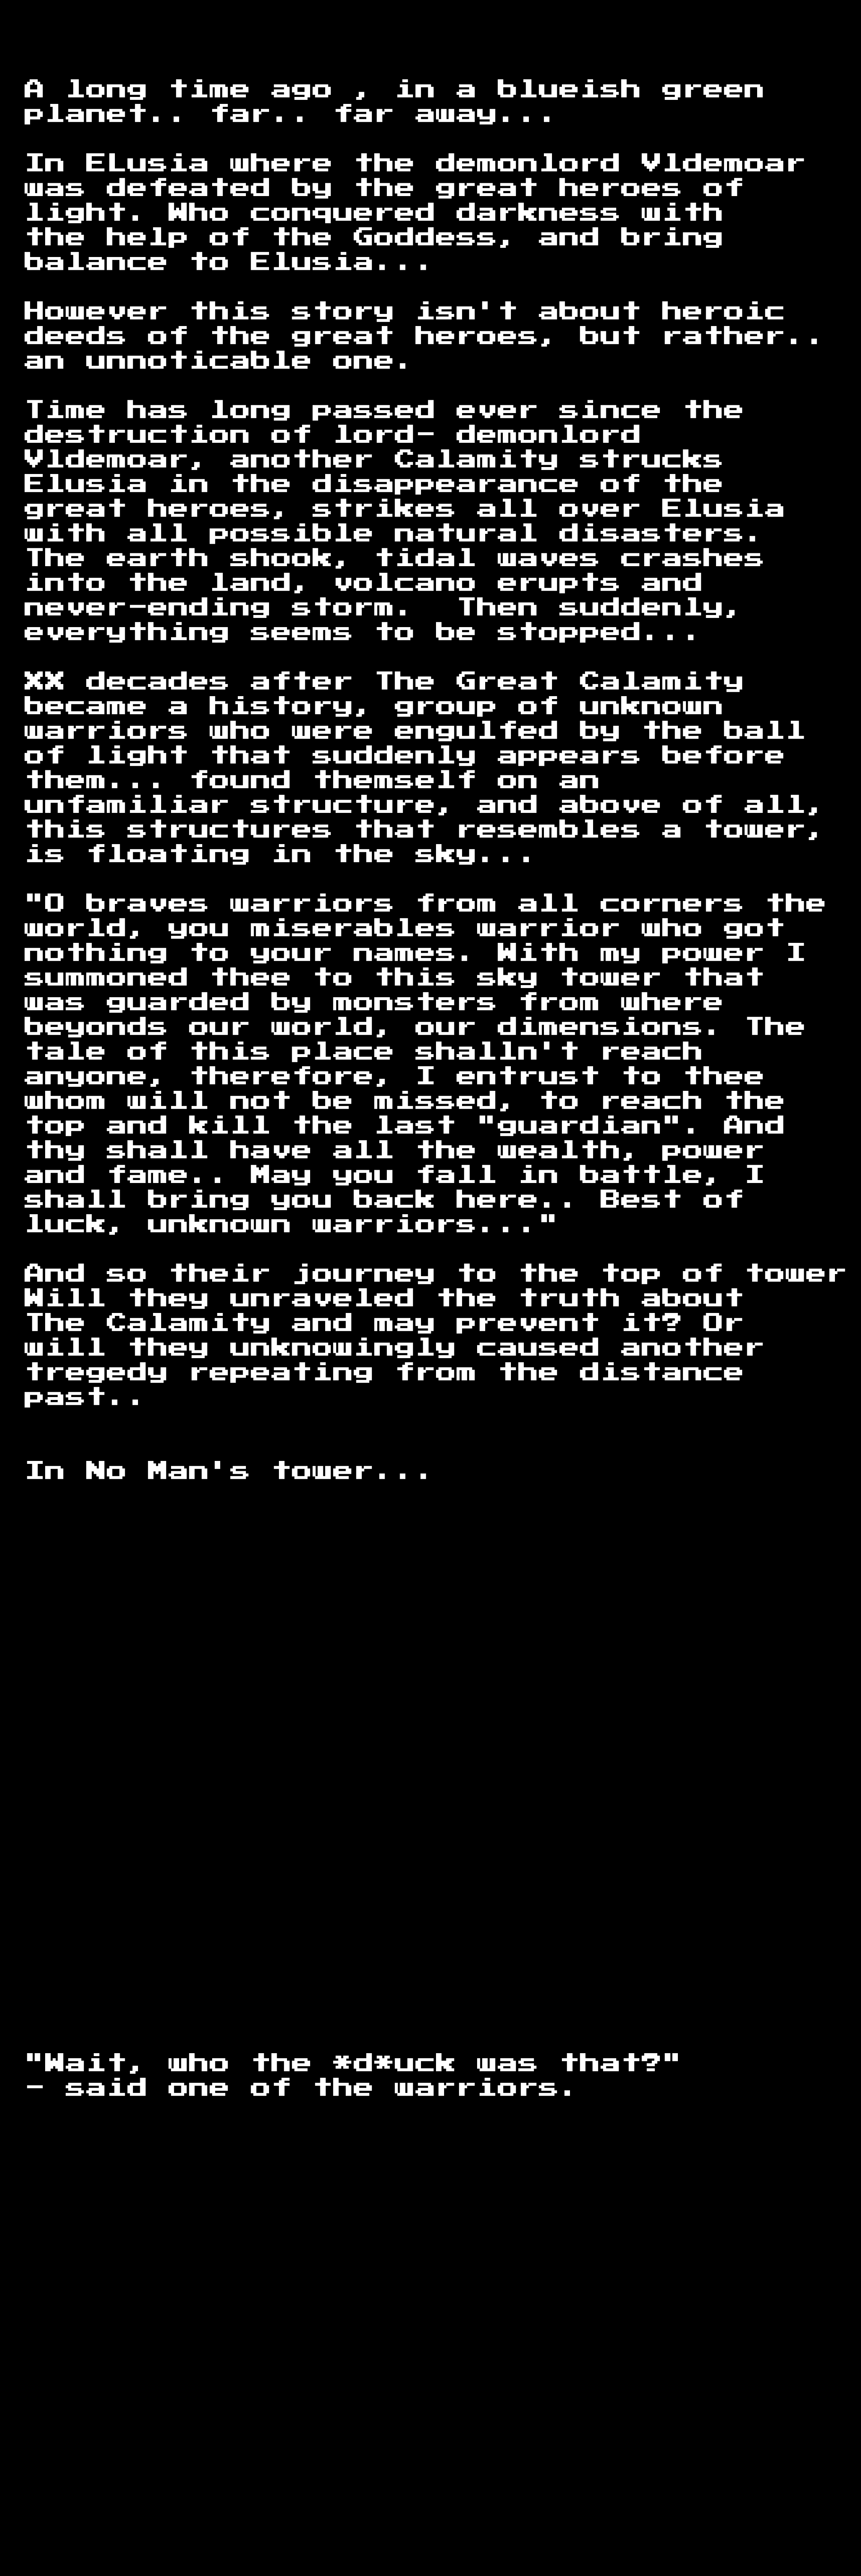 A long time ago , in a blueish green
planet.. far.. far away...
In ELusia where the demonlord Vldemoar
was defeated by the great heroes of
light. Who conquered darkness with
the help of the Goddess, and bring
balance to Elusia...
However this story isn't about heroic
deeds of the great heroes, but rather..
an unnoticable one.
Time has long passed ever since the
destruction of lord- demonlord
Vldemoar, another Calamity strucks
Elusia in the disappearance of the
great heroes, strikes all over Elusia
with all possible natural disasters.
The earth shook, tidal waves crashes
into the land, volcano erupts and
never-ending storm.  Then suddenly,
everything seems to be stopped...
XX decades after The Great Calamity
became a history, group of unknown
warriors who were engulfed by the ball
of light that suddenly appears before
them... found themself on an
unfamiliar structure, and above of all,
this structures that resembles a tower,
is floating in the sky...
"O braves warriors from all corners the
world, you miserables warrior who got
nothing to your names. With my power I
summoned thee to this sky tower that
was guarded by monsters from where
beyonds our world, our dimensions. The
tale of this place shalln't reach
anyone, therefore, I entrust to thee
whom will not be missed, to reach the
top and kill the last "guardian". And
thy shall have all the wealth, power
and fame.. May you fall in battle, I
shall bring you back here.. Best of
luck, unknown warriors..."
And so their journey to the top of tower
Will they unraveled the truth about
The Calamity and may prevent it? Or
will they unknowingly caused another
tregedy repeating from the distance
past..
In No Man's tower...
"Wait, who the *d*uck was that?"
- said one of the warriors.